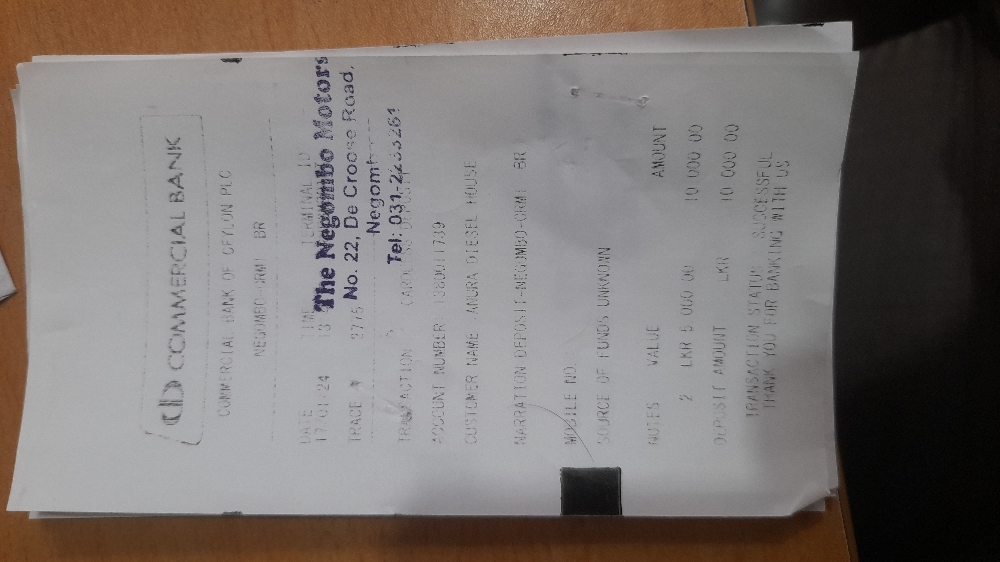 COMMERCIAL BANK
COMMERCIAL BANK OF CEYLON PLC
NEGOMBO-CRM1 BR
DATE TIME TERMINAL ID
17/01/24 13
The Negombo Motors
TRACE 2775
No. 22, De Croose Road,
Negombo
TRANSACTION DEPOSIT
Tel: 031-2233261
ACCOUNT NUMBER
CUSTOMER NAME ANURA DIESEL HOUSE
NARRATION DEPOSIT-NEGOMBO-CRM1 BR
MOBILE NO.
SOURCE OF FUNDS UNKNOWN
NOTES VALUE AMOUNT
2 LKR 5 000 00 10 000 00
DEPOSIT AMOUNT LKR 10 000 00
TRANSACTION STATUS SUCCESSFUL
THANK YOU FOR BANKING WITH US